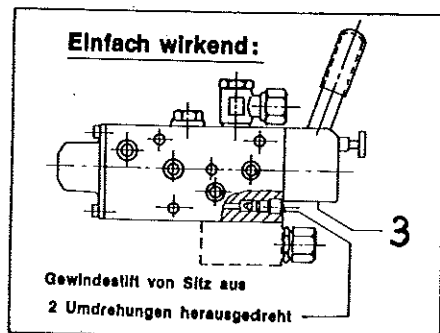 Einfach wirkend:
3
Gewindestift von Sitz aus
2 Umdrehungen herausgedreht